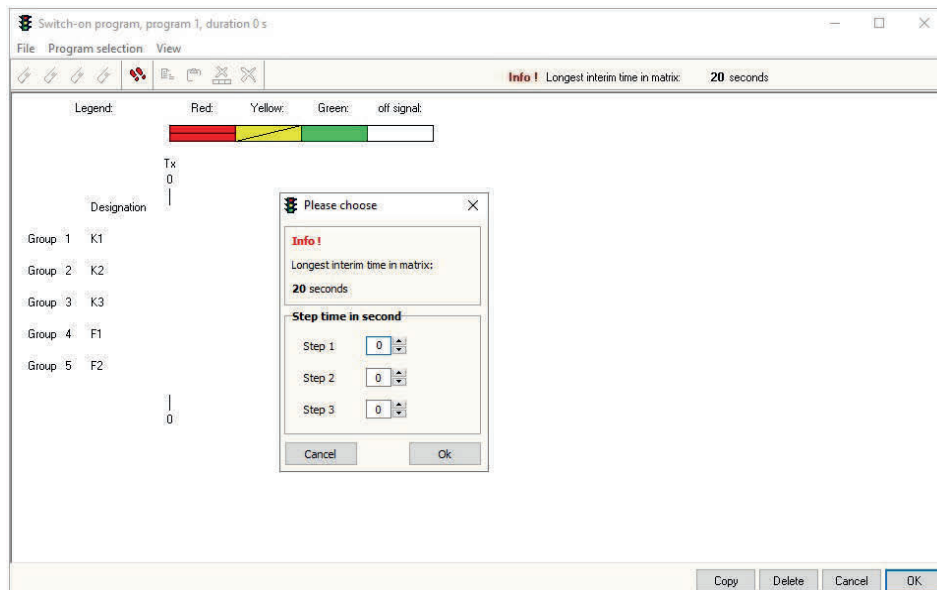 Switch-on program, program 1, duration 0 s
File Program selection View
Info ! Longest interim time in matrix: 20 seconds
Legend: Red: Yellow: Green: off signal:
Tx
0
Designation
Group 1 K1
Group 2 K2
Group 3 K3
Group 4 F1
Group 5 F2
0
Please choose
Info !
Longest interim time in matrix:
20 seconds
Step time in second
Step 1 0
Step 2 0
Step 3 0
Cancel Ok
Copy Delete Cancel OK